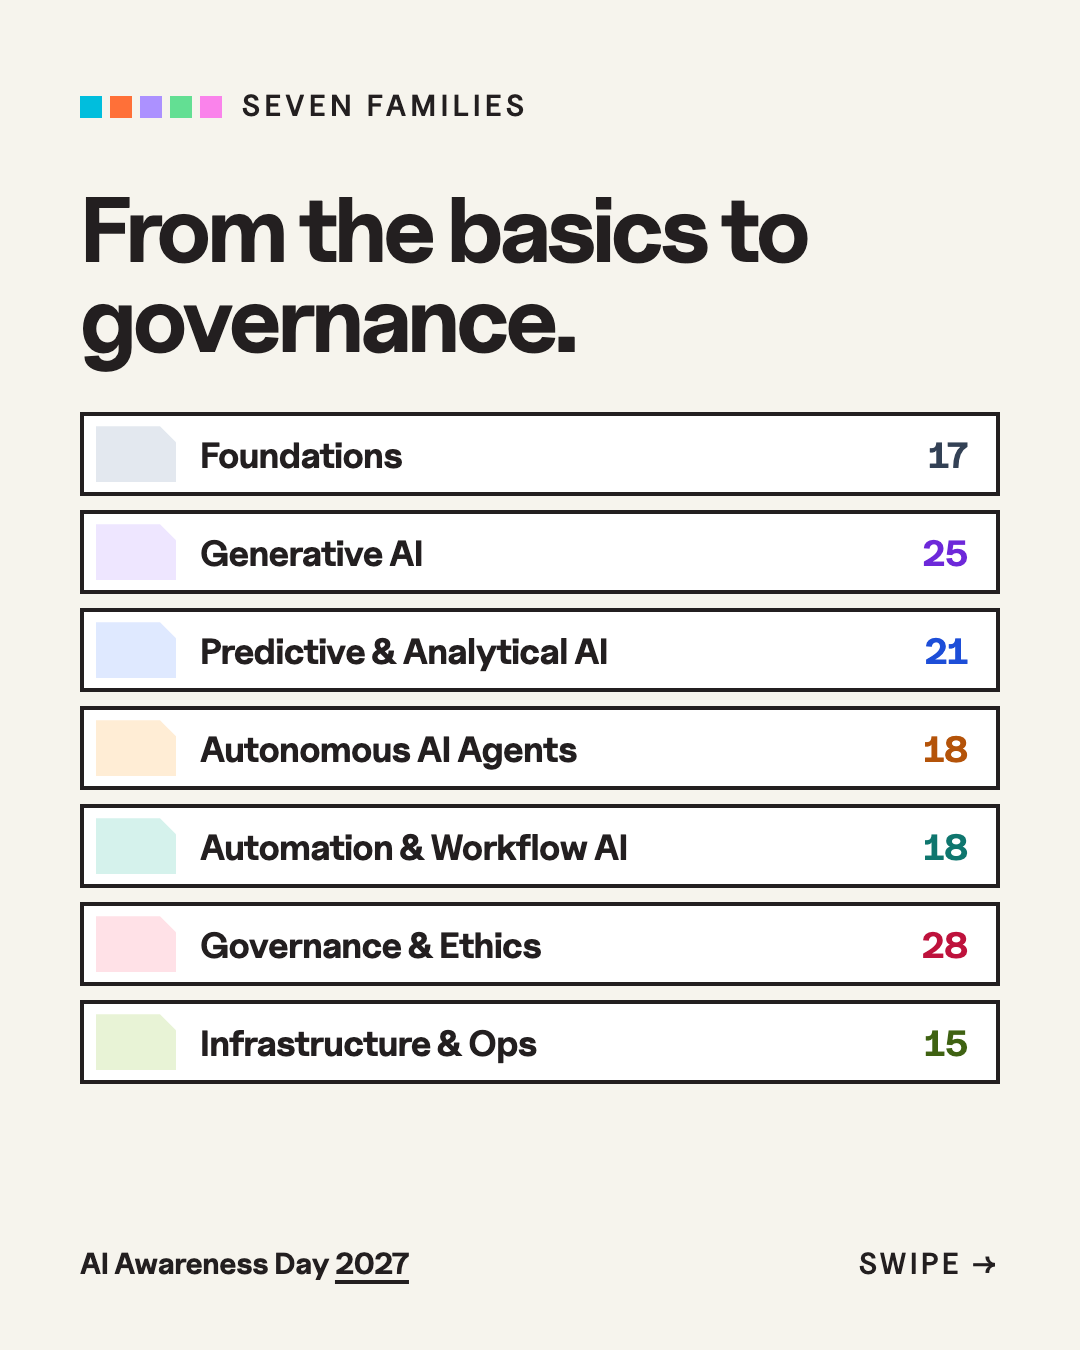 SEVEN FAMILIES
From the basics to
governance.
Foundations 17
Generative AI 25
Predictive & Analytical AI 21
Autonomous AI Agents 18
Automation & Workflow AI 18
Governance & Ethics 28
Infrastructure & Ops 15
AI Awareness Day 2027 SWIPE →